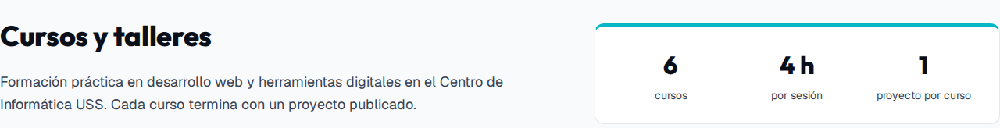 Cursos y talleres
Formación práctica en desarrollo web y herramientas digitales en el Centro de
Informática USS. Cada curso termina con un proyecto publicado.
6
cursos
4 h
por sesión
1
proyecto por curso